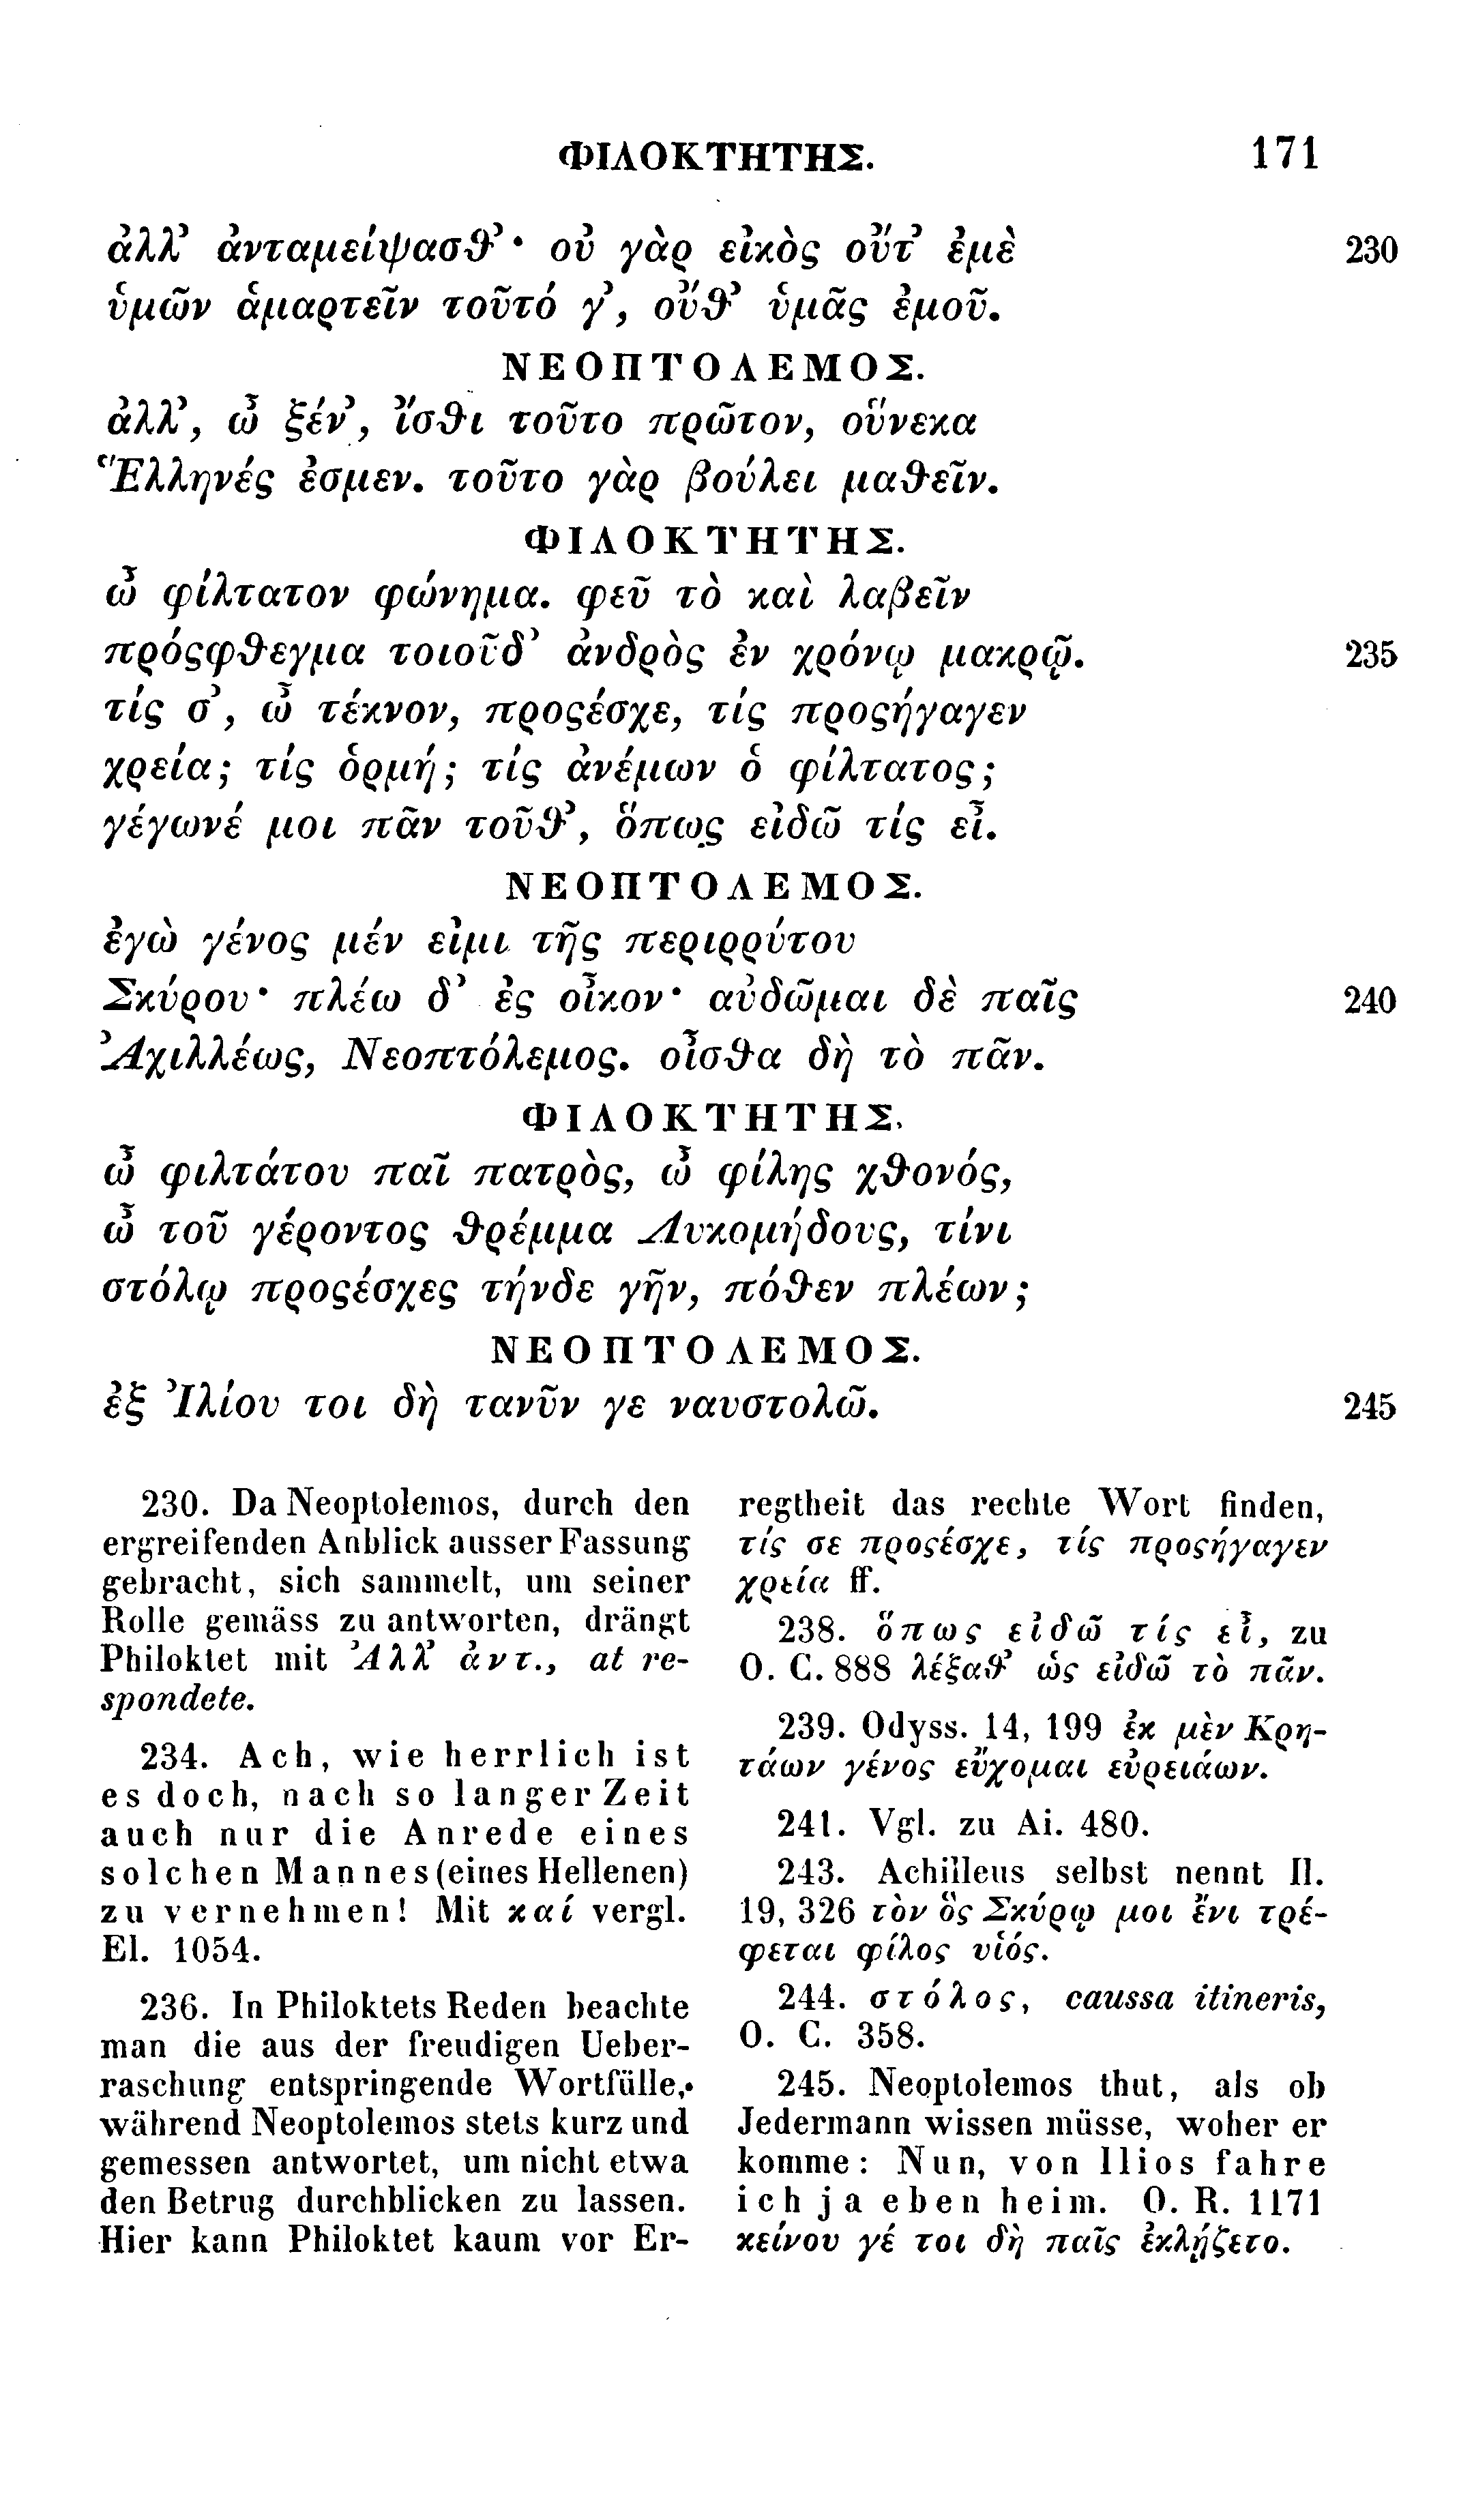 ΦΙΛΟΚΤΗΤΗΣ. 171
ἀλλ’ ἀνταμείψασϑ’· οὐ γὰρ εἰκὸς οὔτ’ ἐμὲ 230
ὑμῶν ἁμαρτεῖν τοῦτό γ’, οὔϑ’ ὑμᾶς ἐμοῦ.
ΝΕΟΠΤΟΛΕΜΟΣ.
ἀλλ’, ὦ ξέν’, ἴσϑι τοῦτο πρῶτον, οὕνεκα
Ἕλληνές ἐσμεν. τοῦτο γὰρ βούλει μαϑεῖν.
ΦΙΛΟΚΤΗΤΗΣ.
ὦ φίλτατον φώνημα. φεῦ τὸ καὶ λαβεῖν
πρόςφϑεγμα τοιοῦδ’ ἀνδρὸς ἐν χρόνῳ μακρῷ. 235
τίς σ’, ὦ τέκνον, προςέσχε, τίς προςήγαγεν
χρεία; τίς ὁρμή; τίς ἀνέμων ὁ φίλτατος;
γέγωνέ μοι πᾶν τοῦϑ’, ὅπως εἰδῶ τίς εἶ.
ΝΕΟΠΤΟΛΕΜΟΣ.
ἐγὼ γένος μέν εἰμι τῆς περιρρύτου
Σκύρου· πλέω δ’ ἐς οἶκον· αὐδῶμαι δὲ παῖς 240
Ἀχιλλέως, Νεοπτόλεμος. οἶσϑα δὴ τὸ πᾶν.
ΦΙΛΟΚΤΗΤΗΣ.
ὦ φιλτάτου παῖ πατρὸς, ὦ φίλης χϑονός,
ὦ τοῦ γέροντος ϑρέμμα Λυκομήδους, τίνι
στόλῳ προςέσχες τήνδε γῆν, πόϑεν πλέων;
ΝΕΟΠΤΟΛΕΜΟΣ.
ἐξ Ἰλίου τοι δὴ τανῦν γε ναυστολῶ. 245
230. Da Neoptolemos, durch den
ergreifenden Anblick ausser Fassung
gebracht, sich sammelt, um seiner
Rolle gemäss zu antworten, drängt
Philoktet mit Ἀλλ’ ἀντ., at re-
spondete.
234. Ach, wie herrlich ist
es doch, nach so langer Zeit
auch nur die Anrede eines
solchen Mannes (eines Hellenen)
zu vernehmen! Mit καί vergl.
El. 1054.
236. In Philoktets Reden beachte
man die aus der freudigen Ueber-
raschung entspringende Wortfülle,
während Neoptolemos stets kurz und
gemessen antwortet, um nicht etwa
den Betrug durchblicken zu lassen.
Hier kann Philoktet kaum vor Er-
regtheit das rechte Wort finden,
τίς σε προςέσχε, τίς προςήγαγεν
χρεία ff.
238. ὅπως εἰδῶ τίς εἶ, zu
O. C. 888 λέξαϑ’ ὡς εἰδῶ τὸ πᾶν.
239. Odyss. 14, 199 ἐκ μὲν Κρη-
τάων γένος εὔχομαι εὐρειάων.
241. Vgl. zu Ai. 480.
243. Achilleus selbst nennt Il.
19, 326 τὸν ὃς Σκύρῳ μοι ἔνι τρέ-
φεται φίλος υἱός.
244. στόλος, caussa itineris,
O. C. 358.
245. Neoptolemos thut, als ob
Jedermann wissen müsse, woher er
komme: Nun, von Ilios fahre
ich ja eben heim. O. R. 1171
κείνου γέ τοι δὴ παῖς ἐκλῄζετο.